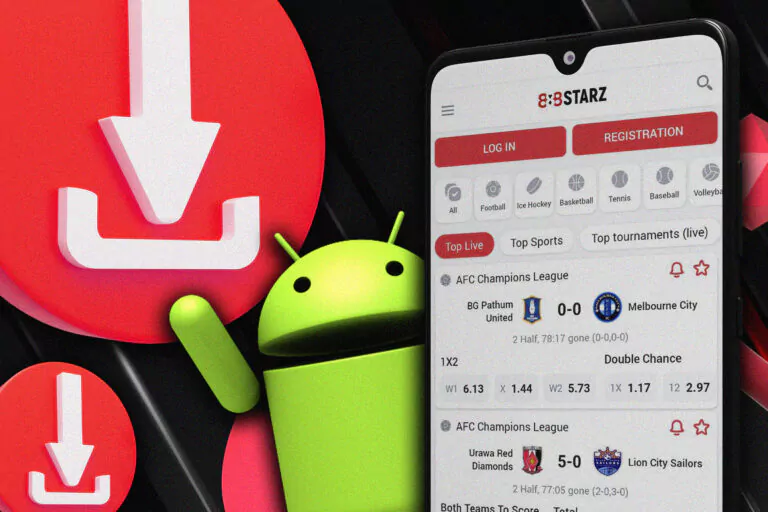 888STARZ
LOG IN
REGISTRATION
All
Football
Ice Hockey
Basketball
Tennis
Baseball
Volleyba
Top Live
Top Sports
Top tournaments (live)
AFC Champions League
BG Pathum
United
0-0
Melbourne City
2 Half, 78:17 gone (0-0,0-0)
1X2
Double Chance
W1 6.13
X 1.44
W2 5.73
1X 1.17
12 2.97
AFC Champions League
Urawa Red
Diamonds
5-0
Lion City Sailors
2 Half, 77:05 gone (2-0,3-0)
Both Teams To Score
Total